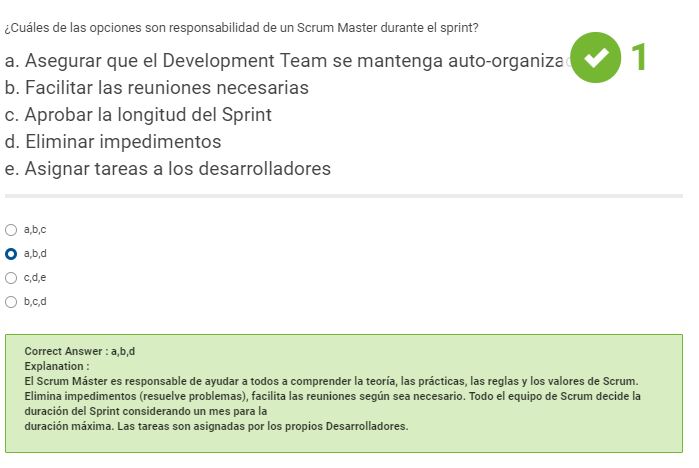 ¿Cuáles de las opciones son responsabilidad de un Scrum Master durante el sprint?
a. Asegurar que el Development Team se mantenga auto-organiza
1
b. Facilitar las reuniones necesarias
c. Aprobar la longitud del Sprint
d. Eliminar impedimentos
e. Asignar tareas a los desarrolladores
a,b,c
a,b,d
c,d,e
b,c,d
Correct Answer : a,b,d
Explanation :
El Scrum Máster es responsable de ayudar a todos a comprender la teoría, las prácticas, las reglas y los valores de Scrum.
Elimina impedimentos (resuelve problemas), facilita las reuniones según sea necesario. Todo el equipo de Scrum decide la
duración del Sprint considerando un mes para la
duración máxima. Las tareas son asignadas por los propios Desarrolladores.